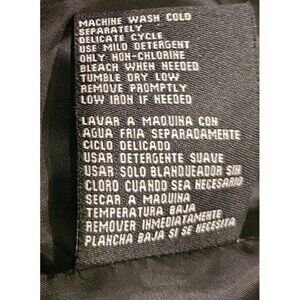 MACHINE WASH COLD
SEPARATELY
DELICATE CYCLE
USE MILD DETERGENT
ONLY NON-CHLORINE
BLEACH WHEN NEEDED
TUMBLE DRY LOW
REMOVE PROMPTLY
LOW IRON IF NEEDED
LAVAR A MAQUINA CON
AGUA FRIA SEPARADAMENTE
CICLO DELICADO
USAR DETERGENTE SUAVE
USAR SOLO BLANQUEADOR SIN
CLORO CUANDO SEA NECESARIO
SECAR A MAQUINA
TEMPERATURA BAJA
REMOVER INMEDIATAMENTE
PLANCHA BAJA SI SE NECESITA